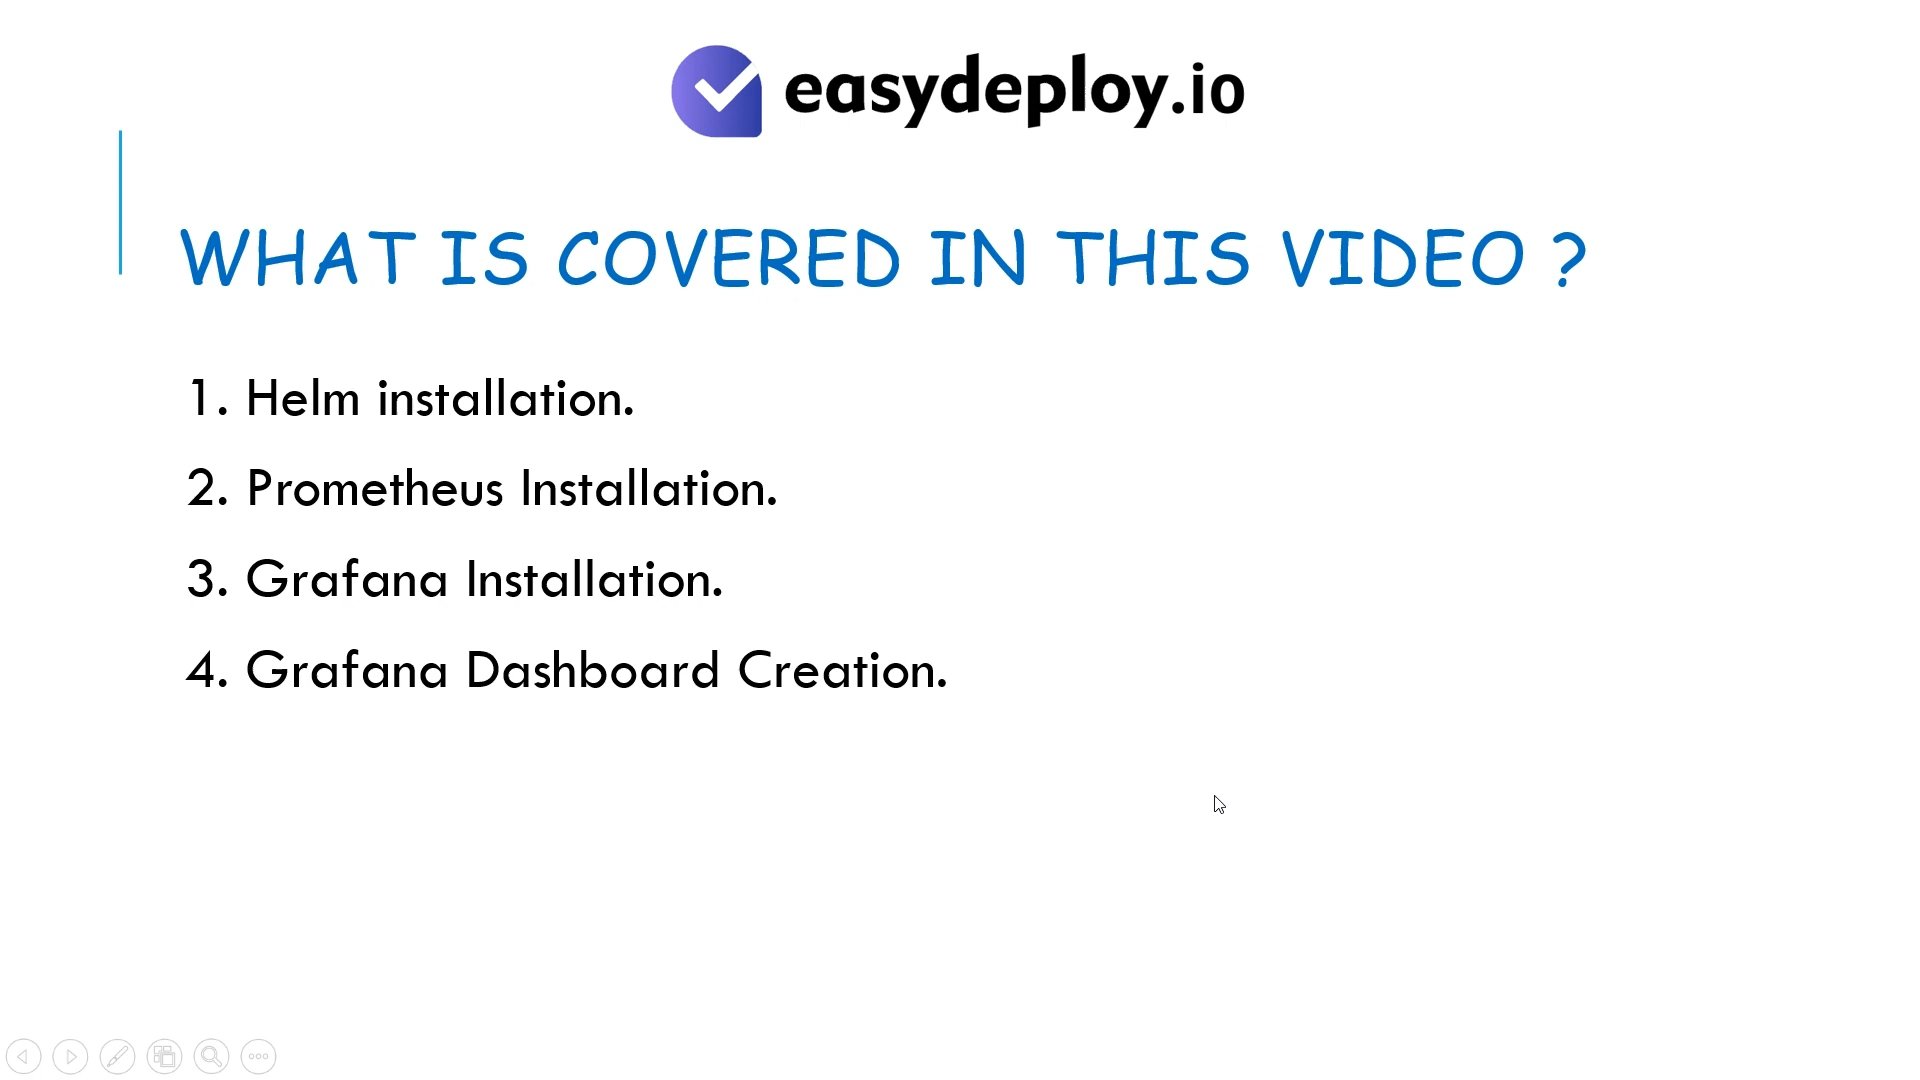 easydeploy.io
WHAT IS COVERED IN THIS VIDEO ?
1. Helm installation.
2. Prometheus Installation.
3. Grafana Installation.
4. Grafana Dashboard Creation.